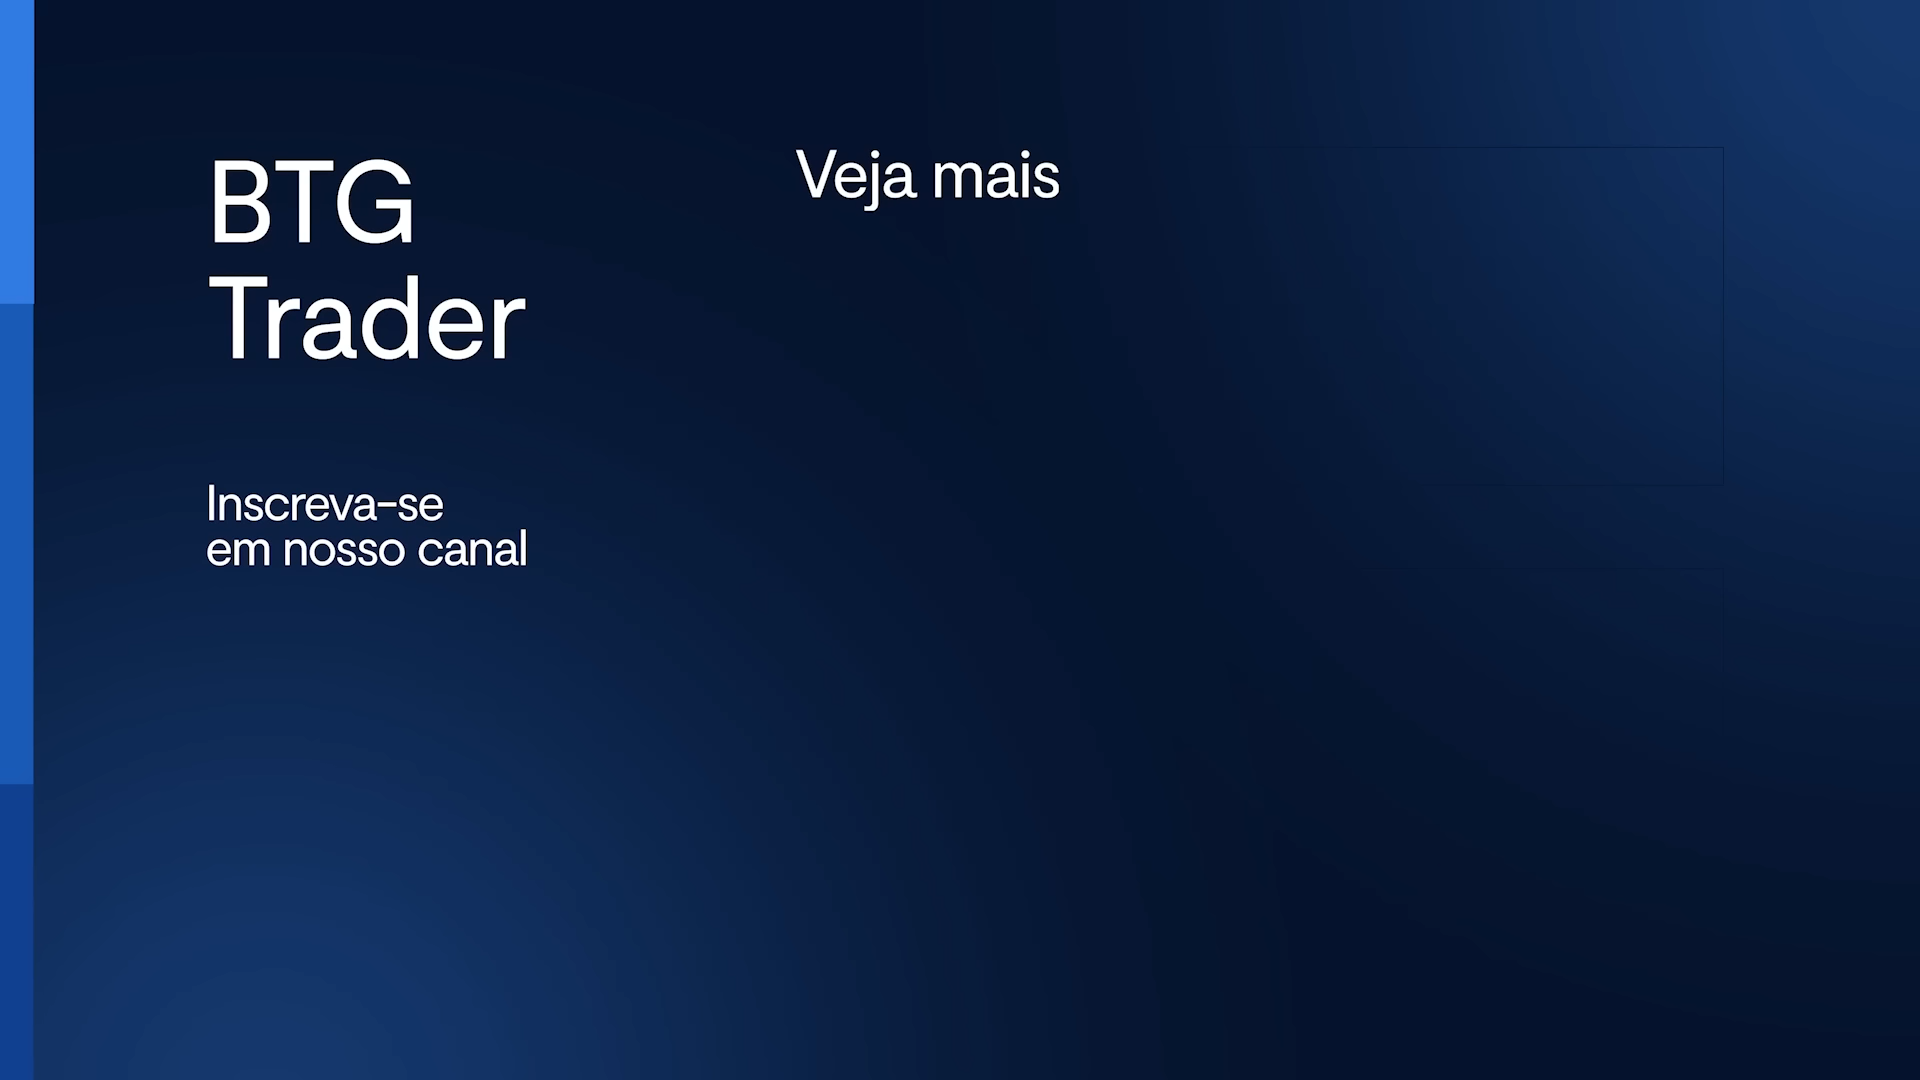 BTG
Trader
Inscreva-se
em nosso canal
Veja mais